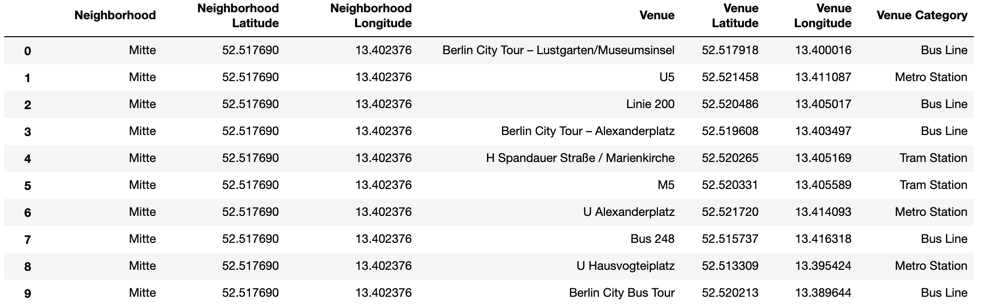 Neighborhood Neighborhood Latitude Neighborhood Longitude Venue Venue Latitude Venue Longitude Venue Category
0 Mitte 52.517690 13.402376 Berlin City Tour – Lustgarten/Museumsinsel 52.517918 13.400016 Bus Line
1 Mitte 52.517690 13.402376 U5 52.521458 13.411087 Metro Station
2 Mitte 52.517690 13.402376 Linie 200 52.520486 13.405017 Bus Line
3 Mitte 52.517690 13.402376 Berlin City Tour – Alexanderplatz 52.519608 13.403497 Bus Line
4 Mitte 52.517690 13.402376 H Spandauer Straße / Marienkirche 52.520265 13.405169 Tram Station
5 Mitte 52.517690 13.402376 M5 52.520331 13.405589 Tram Station
6 Mitte 52.517690 13.402376 U Alexanderplatz 52.521720 13.414093 Metro Station
7 Mitte 52.517690 13.402376 Bus 248 52.515737 13.416318 Bus Line
8 Mitte 52.517690 13.402376 U Hausvogteiplatz 52.513309 13.395424 Metro Station
9 Mitte 52.517690 13.402376 Berlin City Bus Tour 52.520213 13.389644 Bus Line